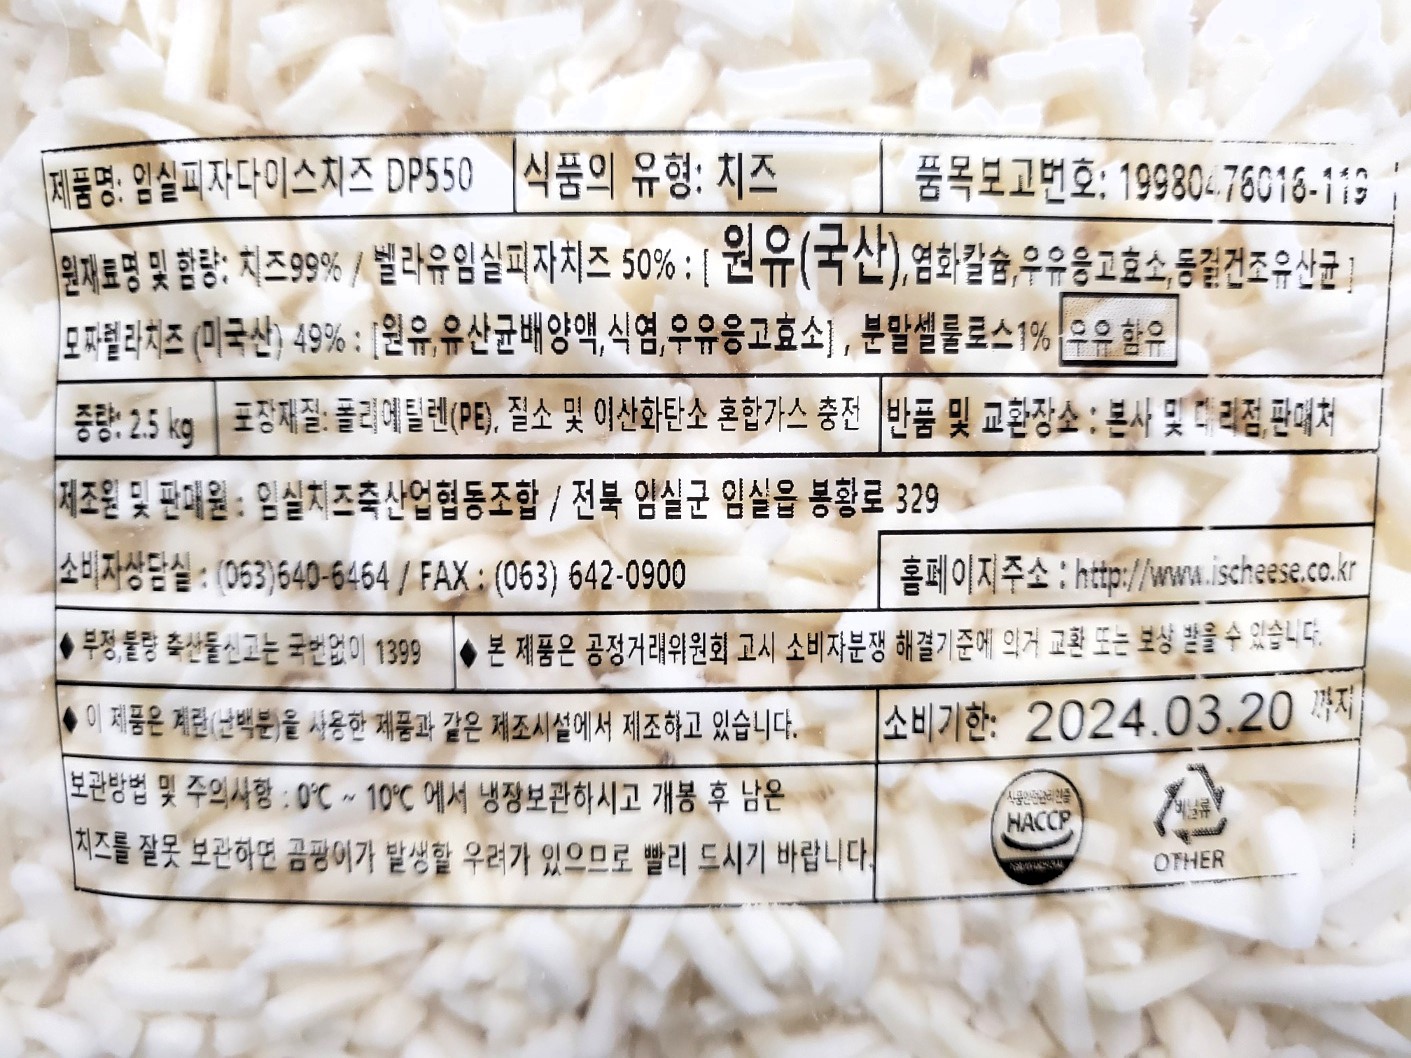 제품명: 임실피자다이스치즈 DP550
식품의 유형: 치즈
품목보고번호:
원재료명 및 함량: 치즈99% / 벨라유임실피자치즈 50% : [ 원유(국산),염화칼슘,우유응고효소,동결건조유산균 ]
모짜렐라치즈 (미국산) 49% : [원유,유산균배양액,식염,우유응고효소] , 분말셀룰로스1% 우유 함유
중량: 2.5 kg
포장재질: 폴리에틸렌(PE), 질소 및 이산화탄소 혼합가스 충전
반품 및 교환장소 : 본사 및 대리점,판매처
제조원 및 판매원 : 임실치즈축산업협동조합 / 전북 임실군 임실읍 봉황로 329
소비자상담실 : (063)640-6464 / FAX : (063) 642-0900
홈페이지주소 : http://www.ischeese.co.kr
♦ 부정,불량 축산물신고는 국번없이 1399
♦ 본 제품은 공정거래위원회 고시 소비자분쟁 해결기준에 의거 교환 또는 보상 받을 수 있습니다.
♦ 이 제품은 계란(난백분)을 사용한 제품과 같은 제조시설에서 제조하고 있습니다.
소비기한: 2024.03.20 까지
보관방법 및 주의사항 : 0℃ ~ 10℃ 에서 냉장보관하시고 개봉 후 남은
치즈를 잘못 보관하면 곰팡이가 발생할 우려가 있으므로 빨리 드시기 바랍니다.
HACCP
비닐류
OTHER